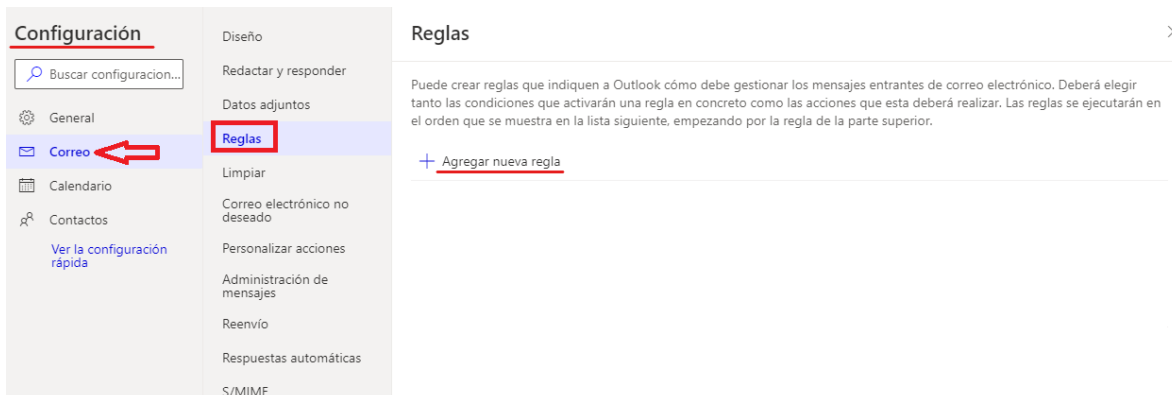 Configuración
Buscar configuracion...
General
Correo
Calendario
Contactos
Ver la configuración
rápida
Diseño
Redactar y responder
Datos adjuntos
Reglas
Limpiar
Correo electrónico no
deseado
Personalizar acciones
Administración de
mensajes
Reenvío
Respuestas automáticas
S/MIME
Reglas
Puede crear reglas que indiquen a Outlook cómo debe gestionar los mensajes entrantes de correo electrónico. Deberá elegir
tanto las condiciones que activarán una regla en concreto como las acciones que esta deberá realizar. Las reglas se ejecutarán en
el orden que se muestra en la lista siguiente, empezando por la regla de la parte superior.
Agregar nueva regla